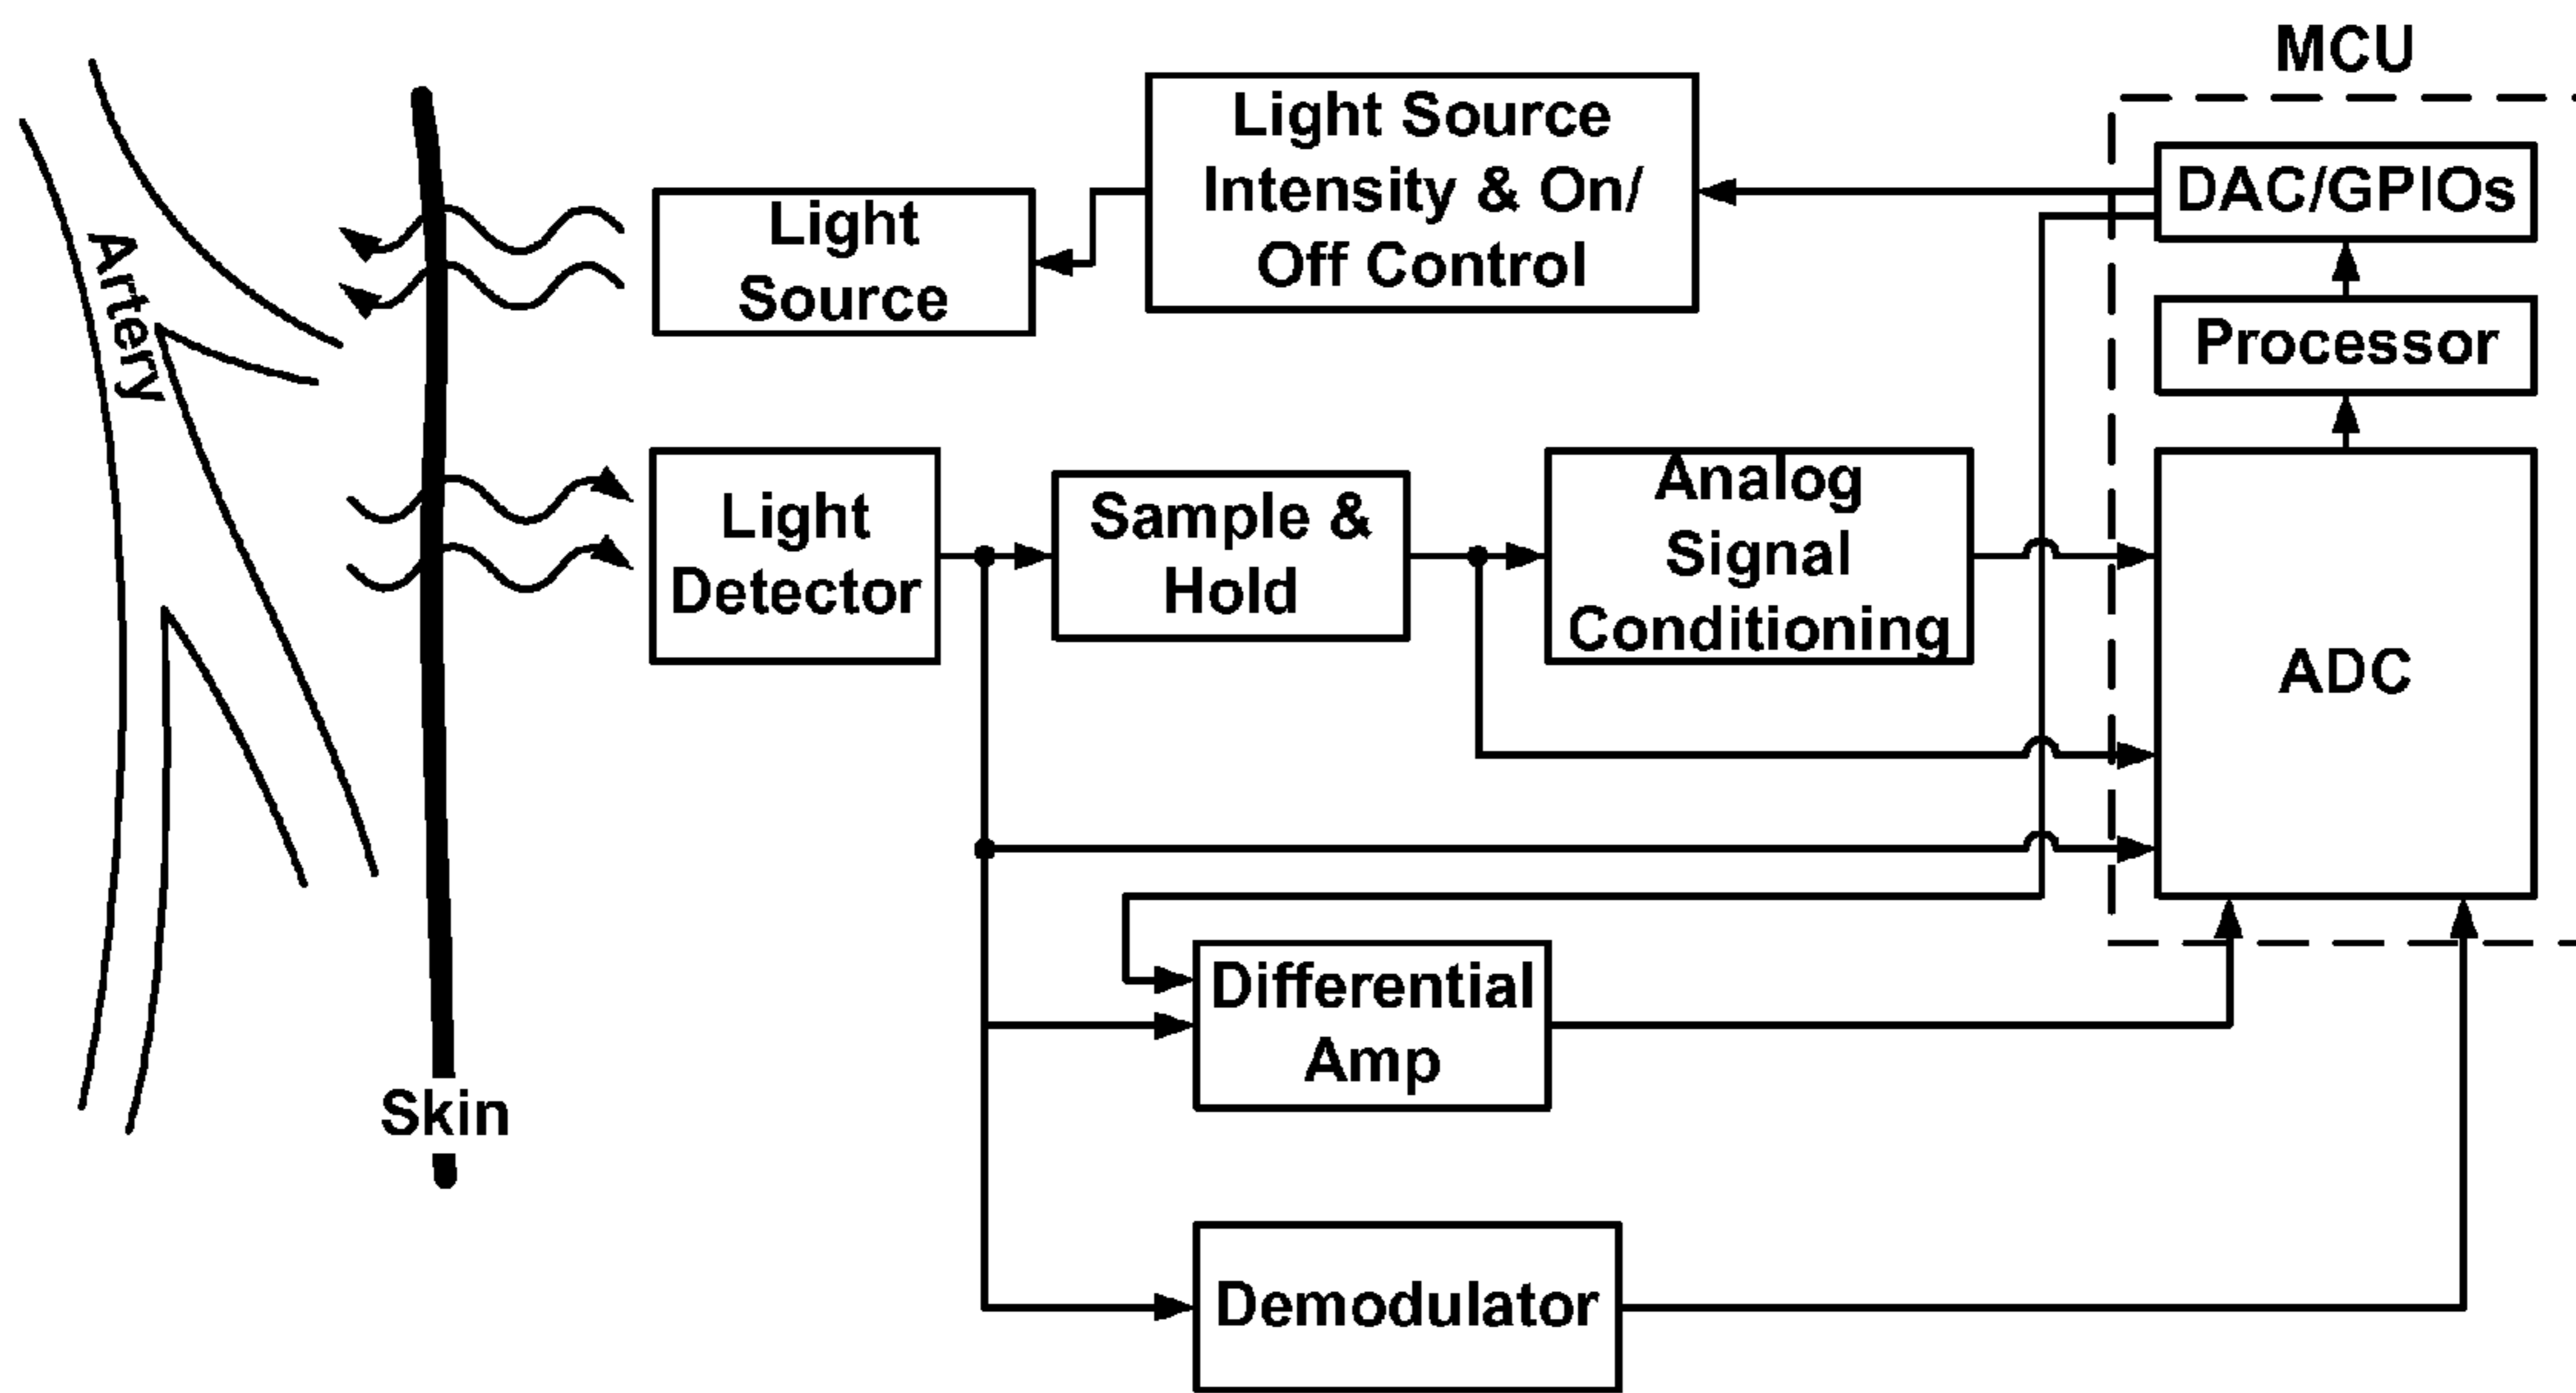 MCU
Light Source
Intensity & On/
Off Control
DAC/GPIOs
Light
Source
Artery
Processor
Light
Detector
Sample &
Hold
Analog
Signal
Conditioning
ADC
Differential
Amp
Skin
Demodulator